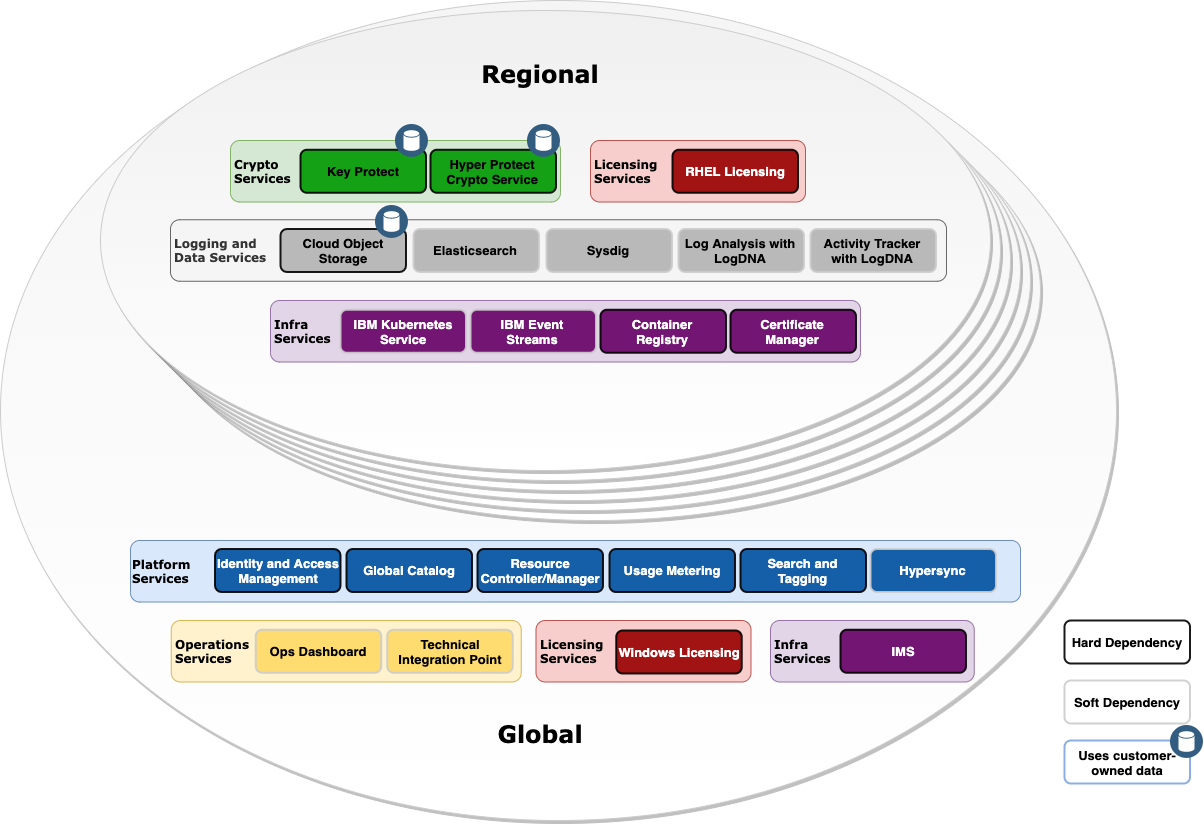 Regional
Crypto
Services
Key Protect
Hyper Protect
Crypto Service
Licensing
Services
RHEL Licensing
Logging and
Data Services
Cloud Object
Storage
Elasticsearch
Sysdig
Log Analysis with
LogDNA
Activity Tracker
with LogDNA
Infra
Services
IBM Kubernetes
Service
IBM Event
Streams
Container
Registry
Certificate
Manager
Platform
Services
Identity and Access
Management
Global Catalog
Resource
Controller/Manager
Usage Metering
Search and
Tagging
Hypersync
Operations
Services
Ops Dashboard
Technical
Integration Point
Licensing
Services
Windows Licensing
Infra
Services
IMS
Global
Hard Dependency
Soft Dependency
Uses customer-
owned data